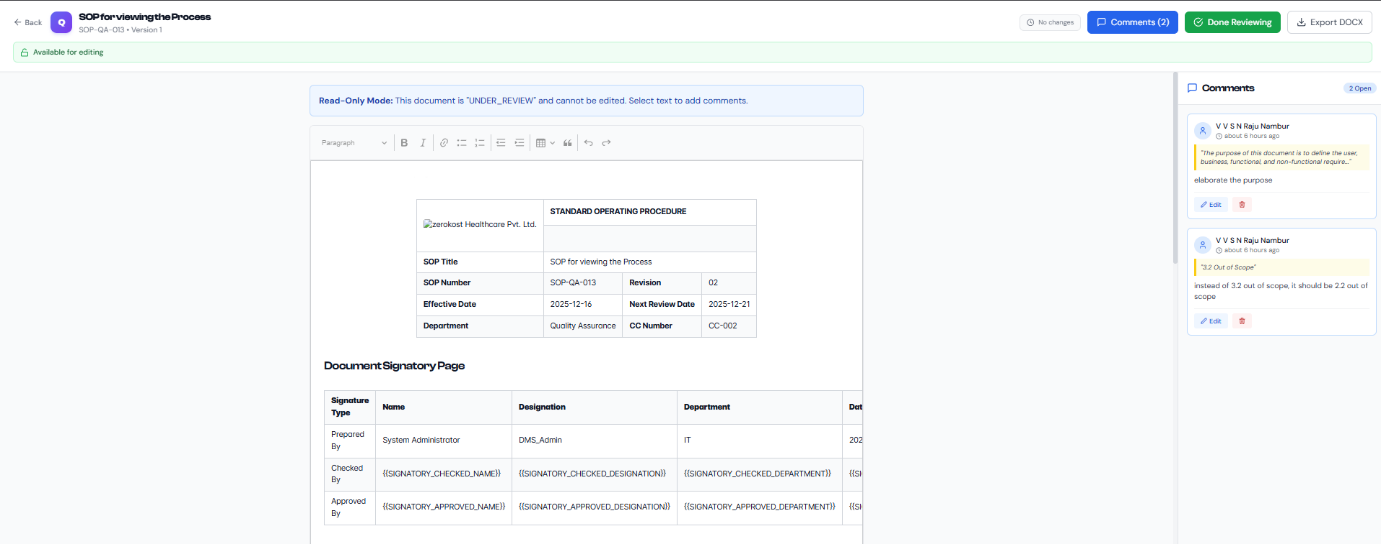 Back
Q
SOP for viewing the Process
SOP-QA-013 • Version 1
No changes
Comments (2)
Done Reviewing
Export DOCX
Available for editing
Read-Only Mode: This document is "UNDER_REVIEW" and cannot be edited. Select text to add comments.
Paragraph
B I
zerokost Healthcare Pvt. Ltd.
STANDARD OPERATING PROCEDURE
SOP Title SOP for viewing the Process
SOP Number SOP-QA-013 Revision 02
Effective Date 2025-12-16 Next Review Date 2025-12-21
Department Quality Assurance CC Number CC-002
Document Signatory Page
Signature
Type
Name Designation Department Dat
Prepared
By
System Administrator DMS_Admin IT 202
Checked
By
{{SIGNATORY_CHECKED_NAME}} {{SIGNATORY_CHECKED_DESIGNATION}} {{SIGNATORY_CHECKED_DEPARTMENT}} {{SI
Approved
By
{{SIGNATORY_APPROVED_NAME}} {{SIGNATORY_APPROVED_DESIGNATION}} {{SIGNATORY_APPROVED_DEPARTMENT}} {{SI
Comments
2 Open
V V S N Raju Nambur
about 6 hours ago
"The purpose of this document is to define the user,
business, functional, and non-functional require..."
elaborate the purpose
Edit
V V S N Raju Nambur
about 6 hours ago
"3.2 Out of Scope"
instead of 3.2 out of scope, it should be 2.2 out of
scope
Edit